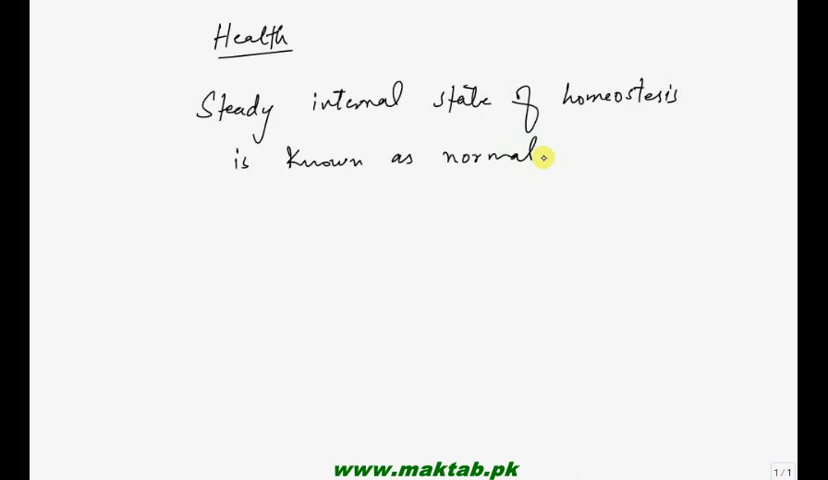 Health
Steady internal state of homeostesis
is known as normal
www.maktab.pk
1/1